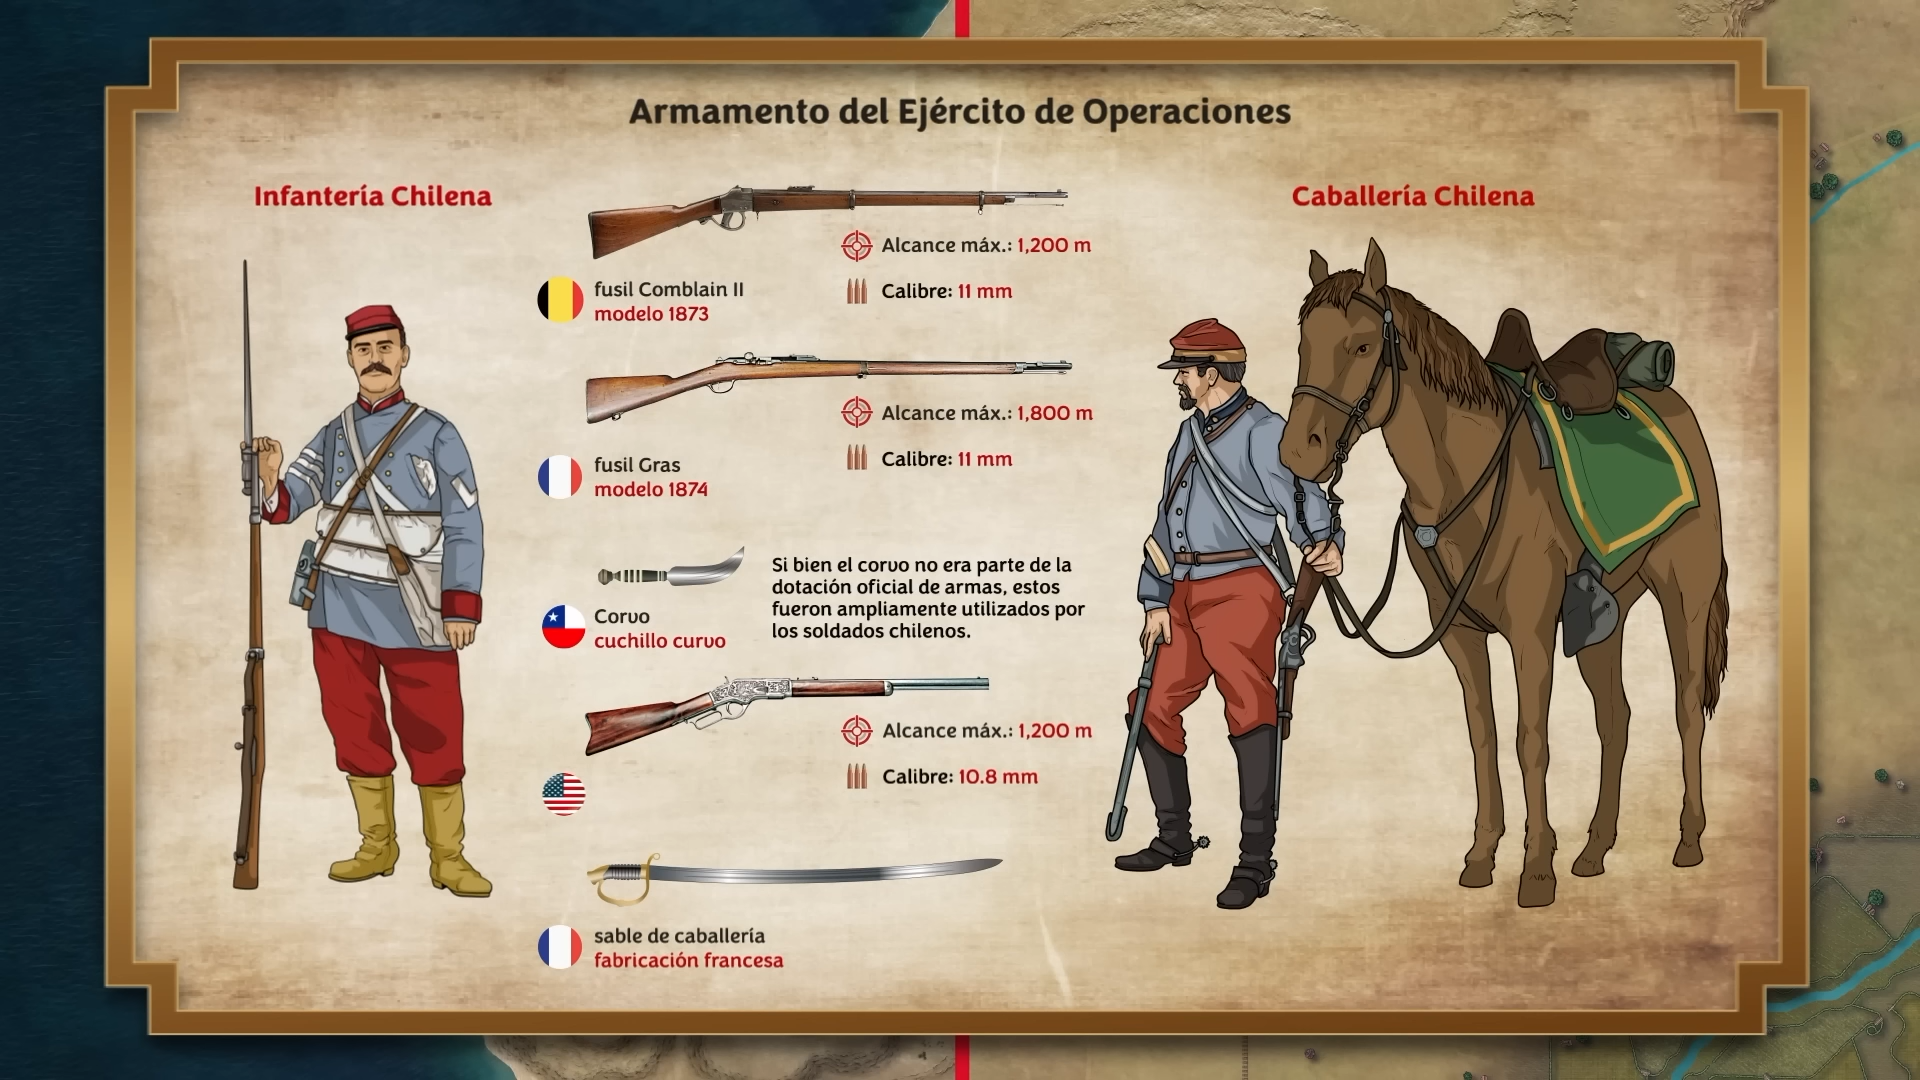 Armamento del Ejército de Operaciones
Infantería Chilena
Caballería Chilena
Alcance máx.: 1,200 m
Calibre: 11 mm
fusil Comblain II
modelo 1873
Alcance máx.: 1,800 m
Calibre: 11 mm
fusil Gras
modelo 1874
Si bien el corvo no era parte de la
dotación oficial de armas, estos
fueron ampliamente utilizados por
los soldados chilenos.
Corvo
cuchillo curvo
Alcance máx.: 1,200 m
Calibre: 10.8 mm
sable de caballería
fabricación francesa